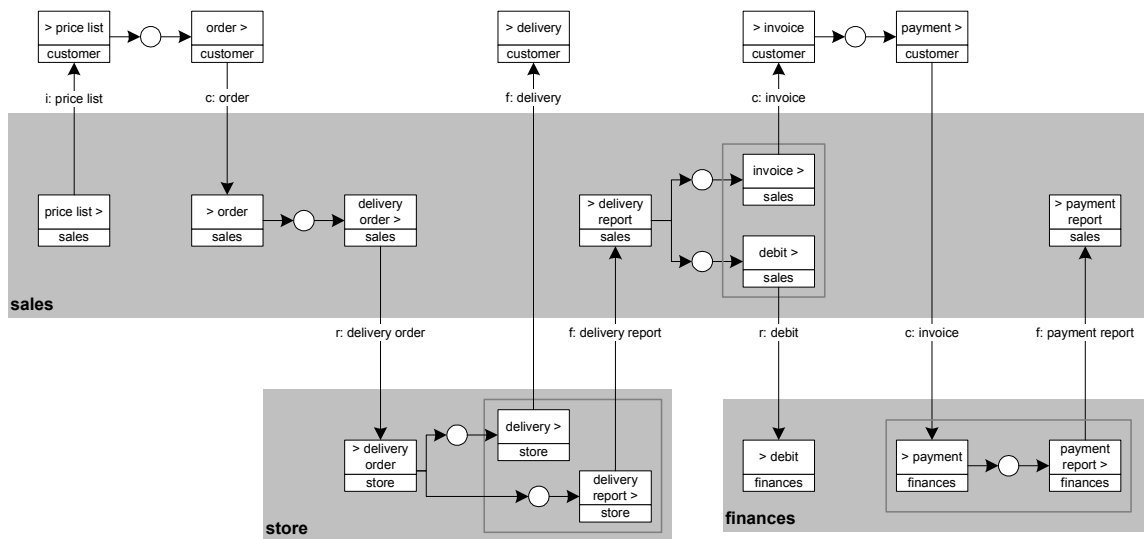 > price list
customer
order >
customer
> delivery
customer
> invoice
customer
payment >
customer
i: price list
c: order
f: delivery
c: invoice
price list >
sales
> order
sales
delivery
order >
sales
> delivery
report
sales
invoice >
sales
debit >
sales
> payment
report
sales
sales
r: delivery order
f: delivery report
r: debit
c: invoice
f: payment report
> delivery
order
store
delivery >
store
delivery
report >
store
store
> debit
finances
> payment
finances
payment
report >
finances
finances